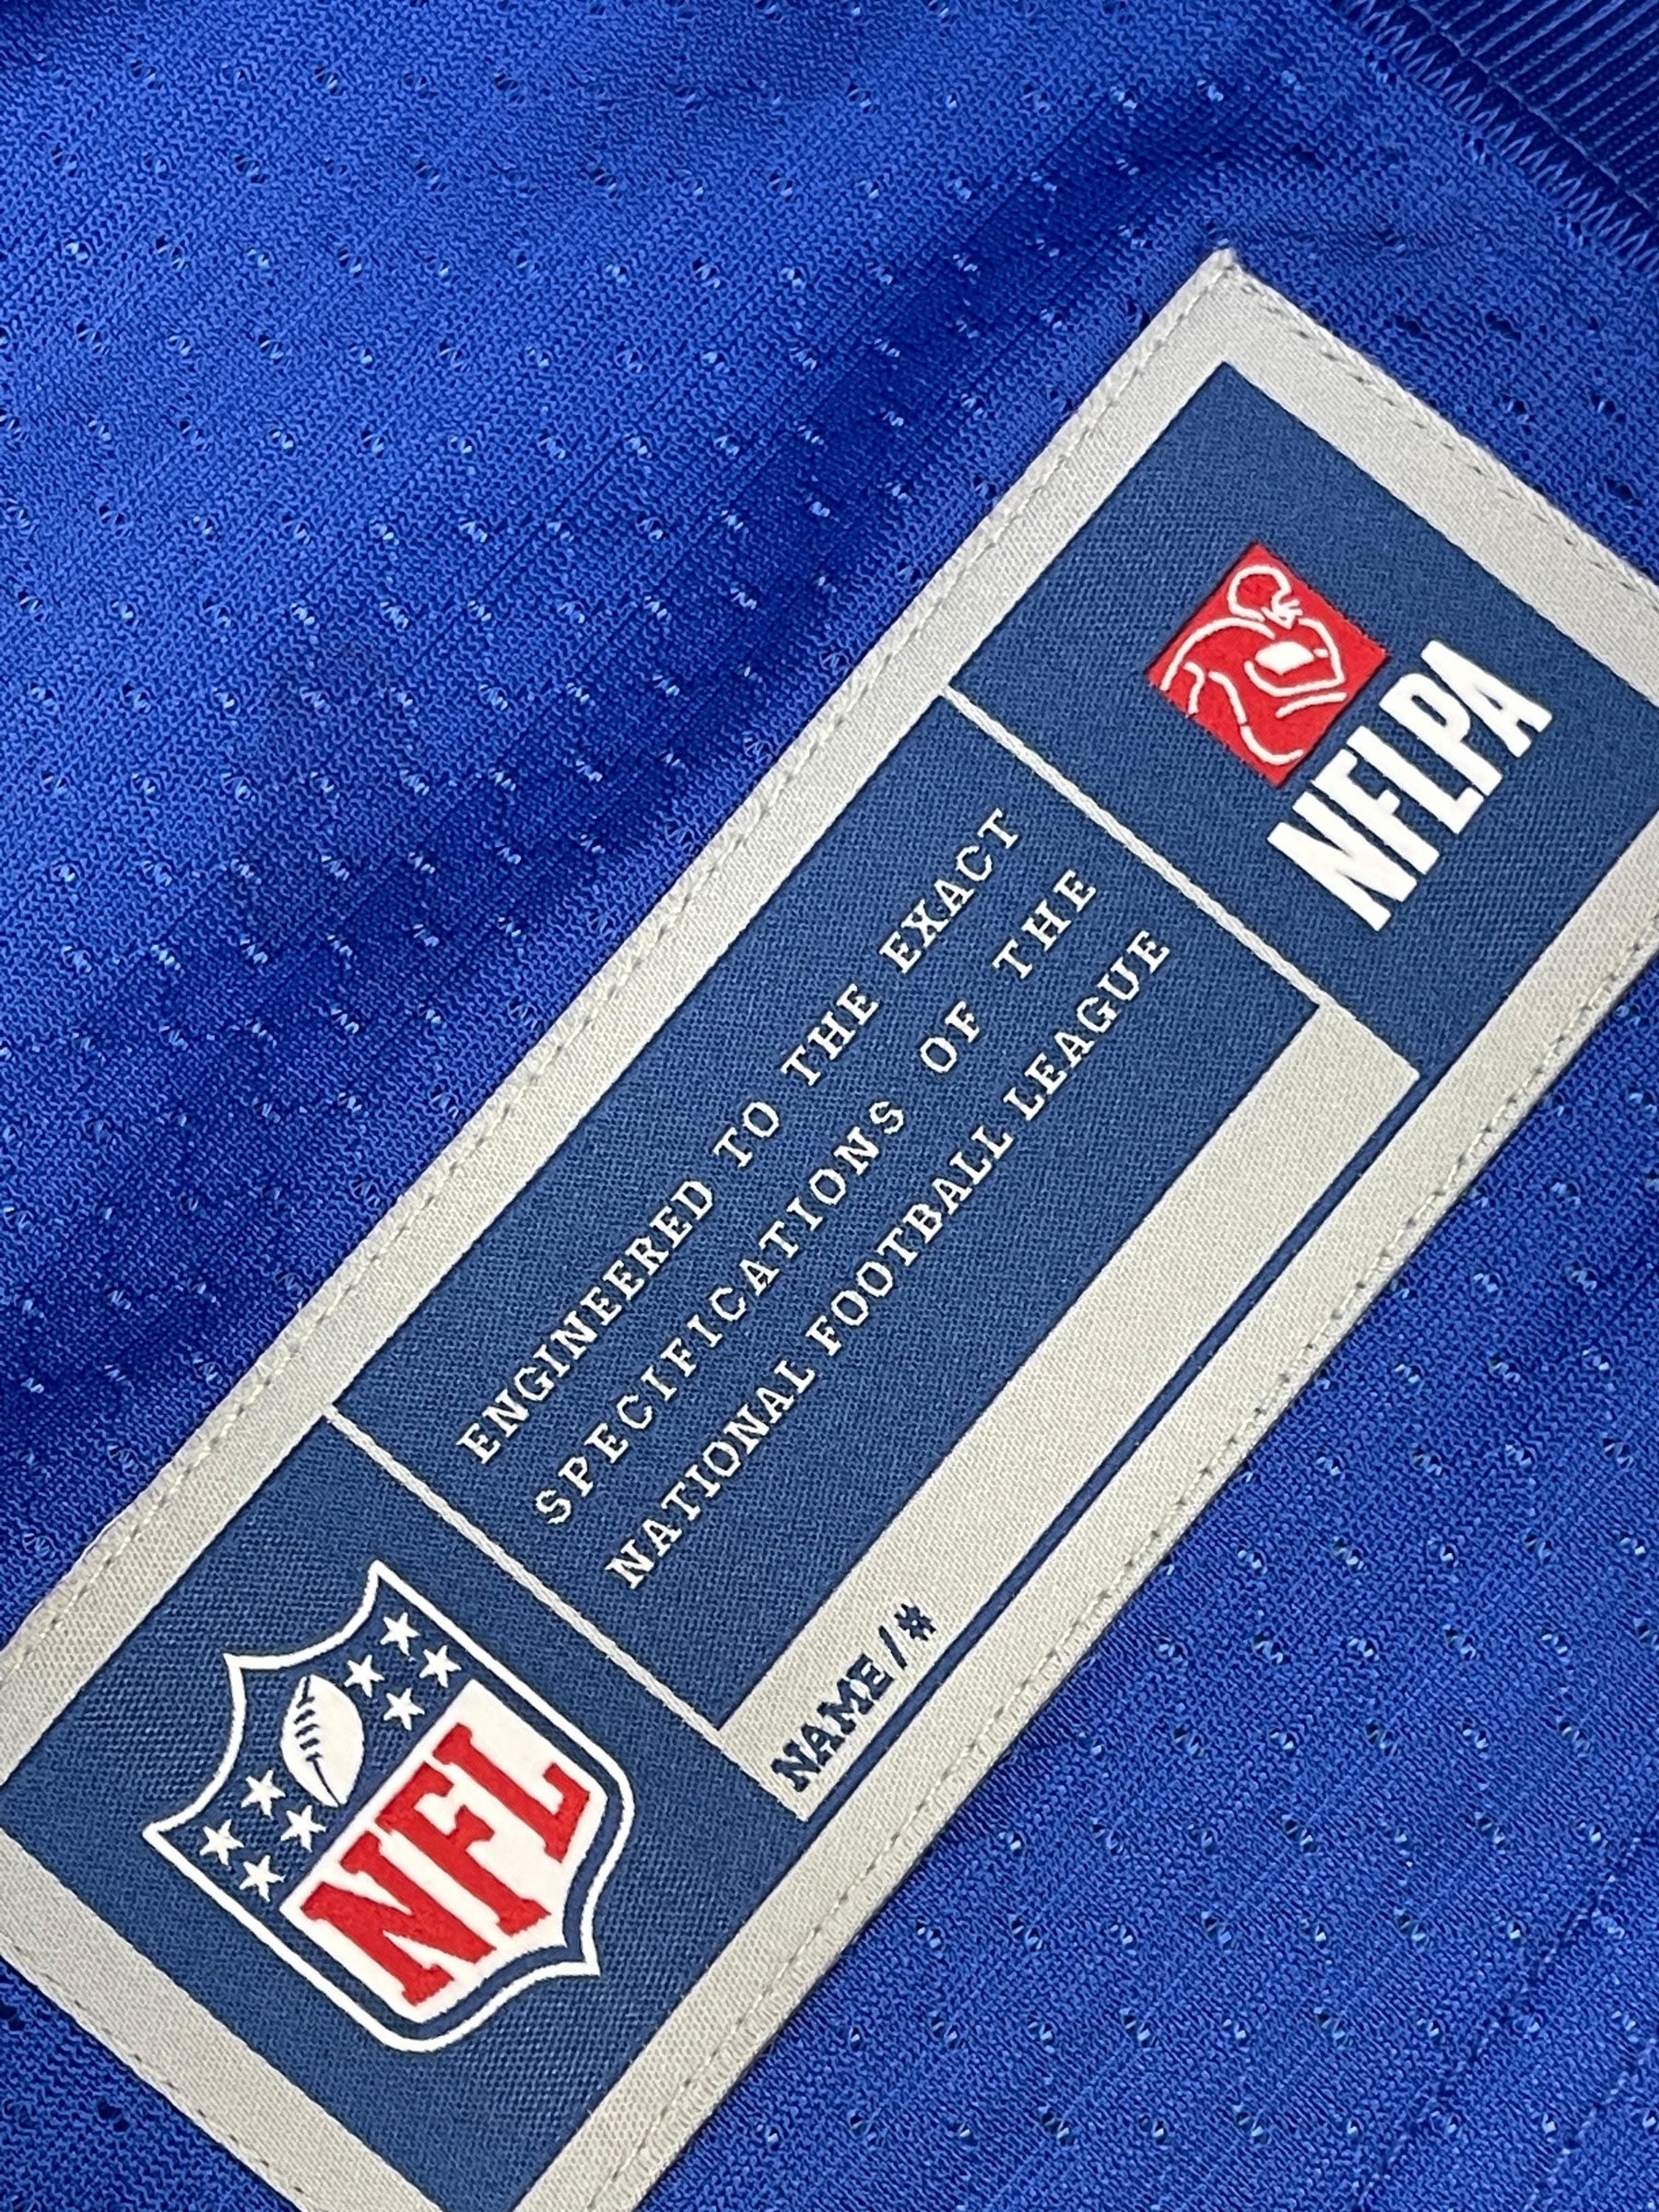 NFLPA
ENGINEERED TO THE EXACT
SPECIFICATIONS OF THE
NATIONAL FOOTBALL LEAGUE
NAME/#
NFL